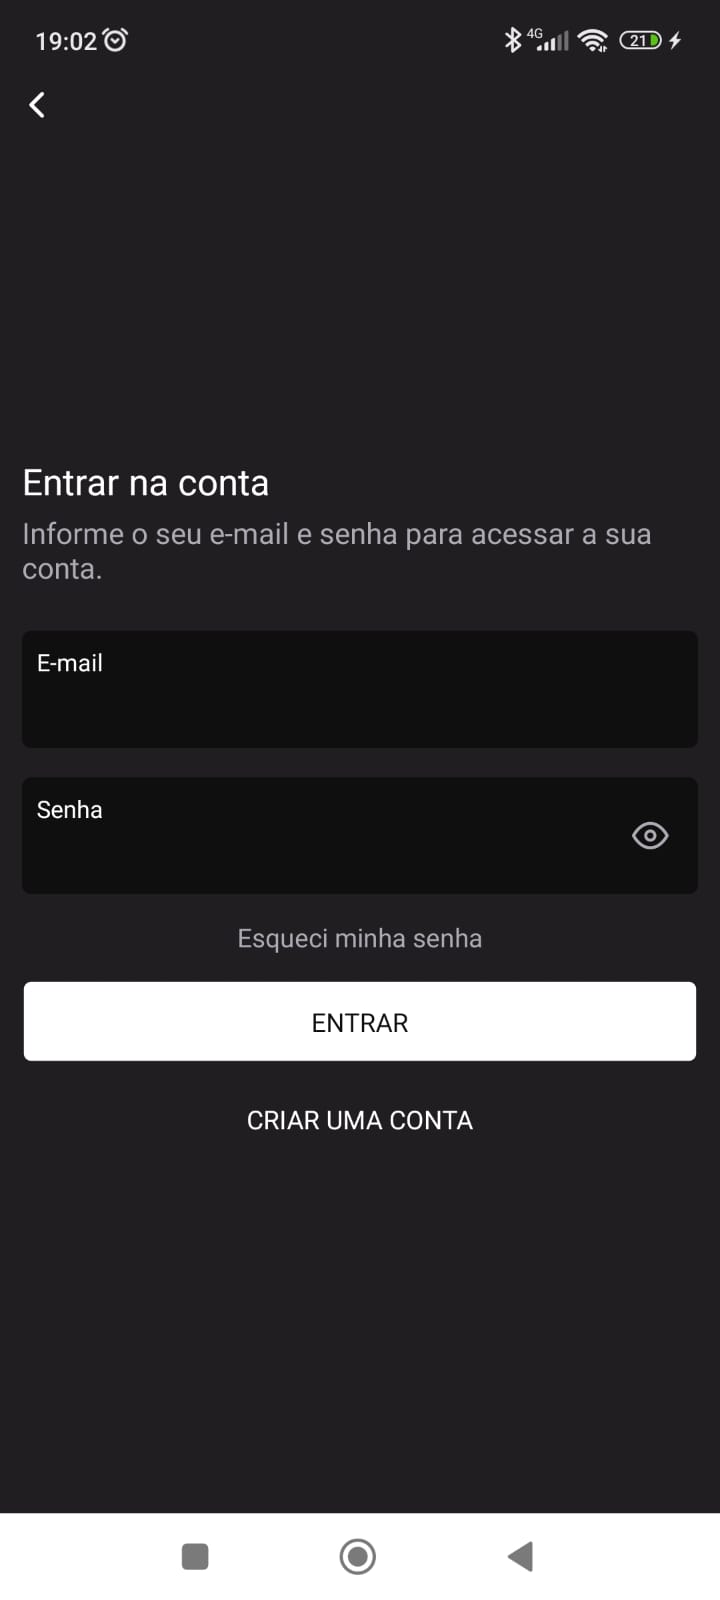 19:02
4G
21
Entrar na conta
Informe o seu e-mail e senha para acessar a sua
conta.
E-mail
Senha
Esqueci minha senha
ENTRAR
CRIAR UMA CONTA